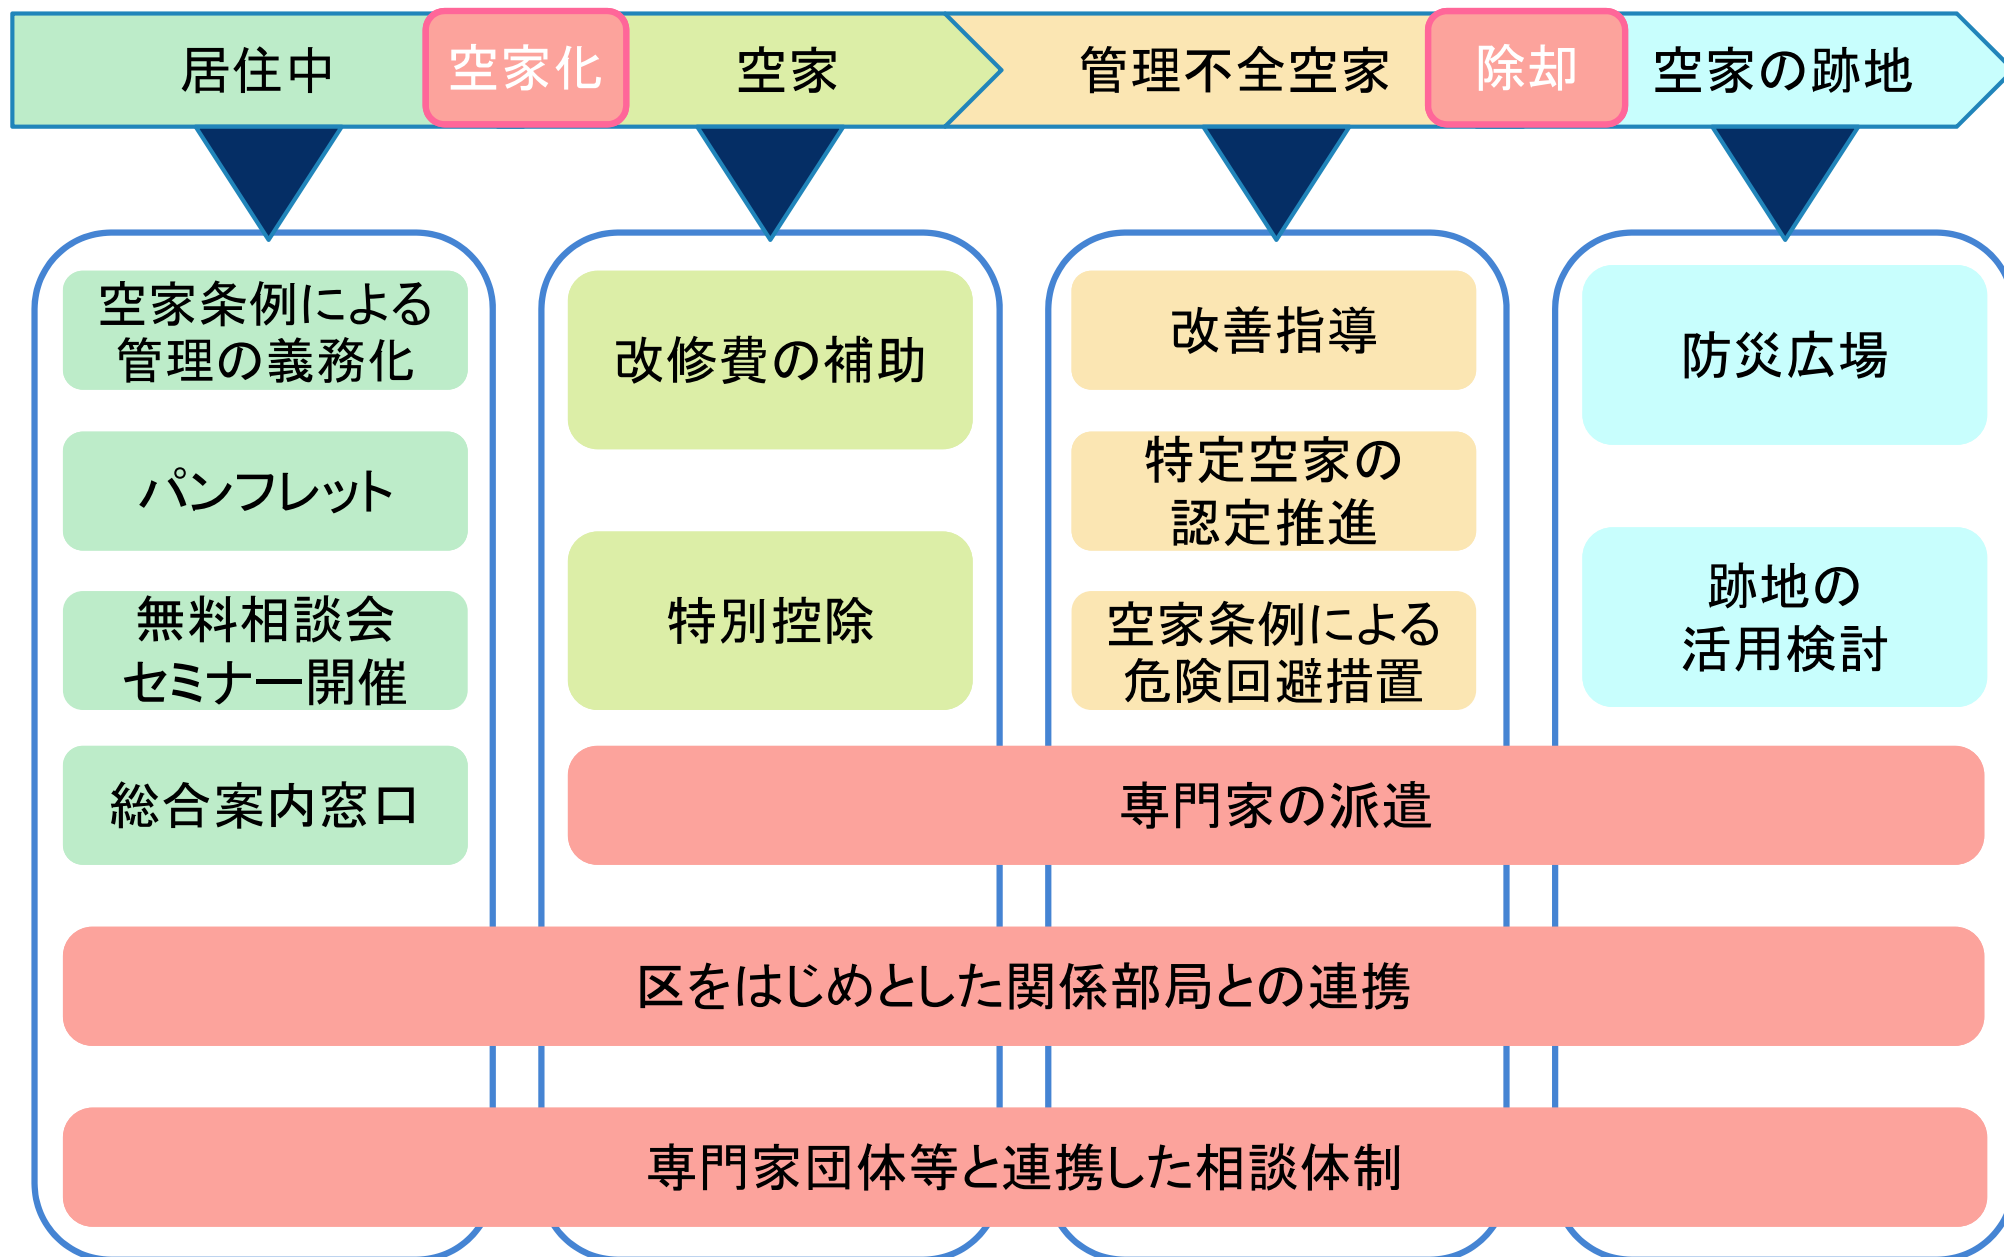 居住中
空家化
空家
管理不全空家
除却
空家の跡地
空家条例による
管理の義務化
パンフレット
無料相談会
セミナー開催
総合案内窓口
改修費の補助
特別控除
改善指導
特定空家の
認定推進
空家条例による
危険回避措置
防災広場
跡地の
活用検討
専門家の派遣
区をはじめとした関係部局との連携
専門家団体等と連携した相談体制